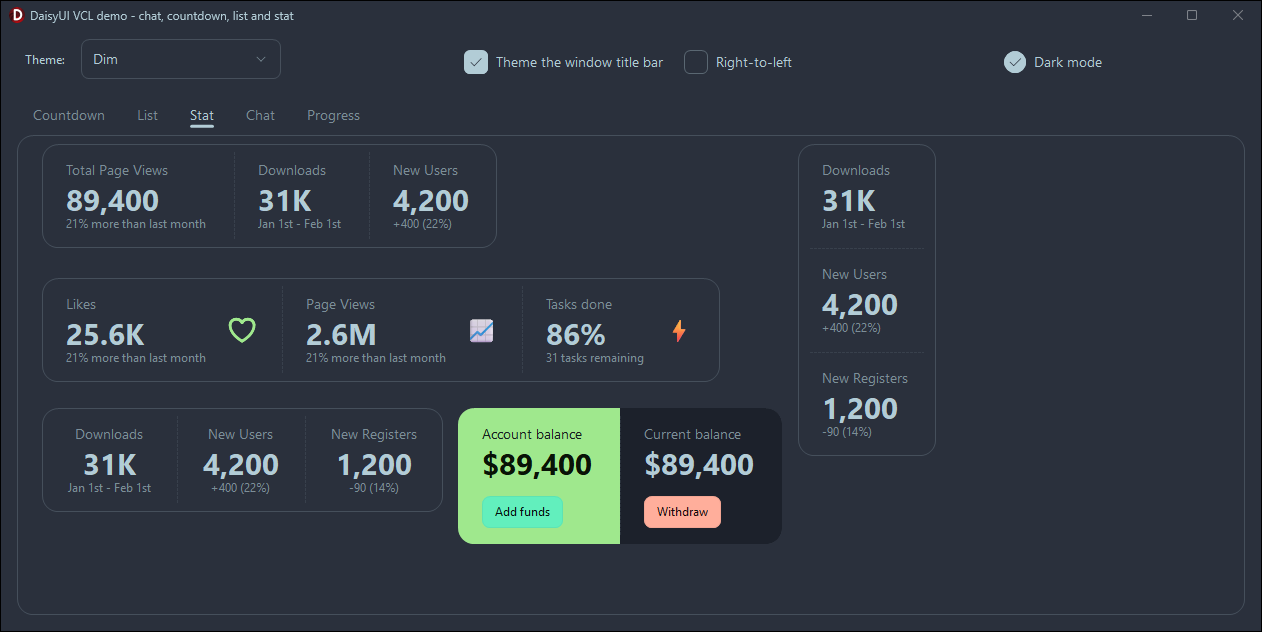 D DaisyUI VCL demo - chat, countdown, list and stat
Theme: Dim
Theme the window title bar
Right-to-left
Dark mode
Countdown List Stat Chat Progress
Total Page Views
89,400
21% more than last month
Downloads
31K
Jan 1st - Feb 1st
New Users
4,200
+400 (22%)
Likes
25.6K
21% more than last month
Page Views
2.6M
21% more than last month
Tasks done
86%
31 tasks remaining
Downloads
31K
Jan 1st - Feb 1st
New Users
4,200
+400 (22%)
New Registers
1,200
-90 (14%)
Account balance
$89,400
Add funds
Current balance
$89,400
Withdraw
Downloads
31K
Jan 1st - Feb 1st
New Users
4,200
+400 (22%)
New Registers
1,200
-90 (14%)